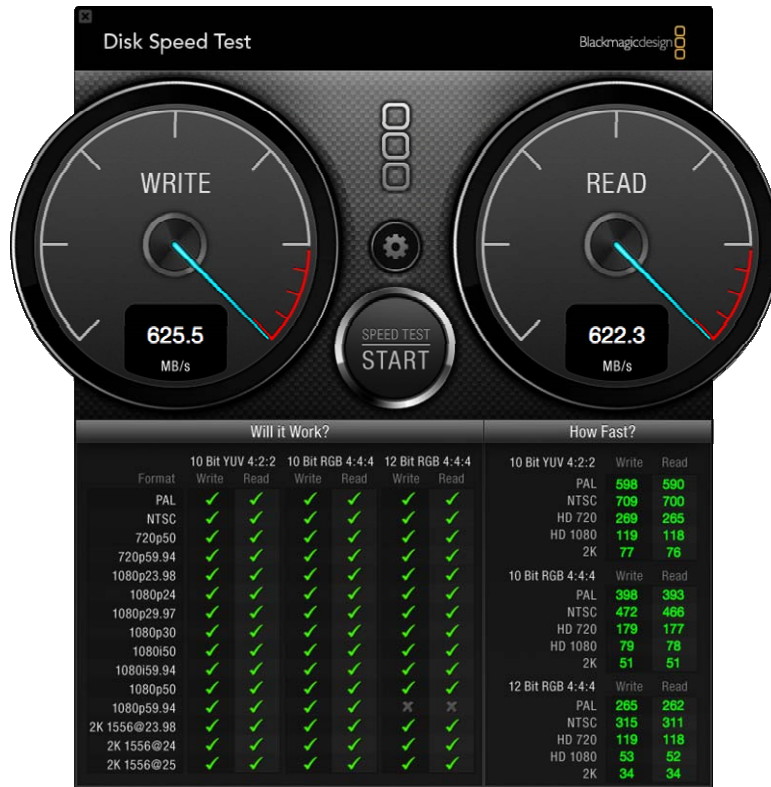 Disk Speed Test
Blackmagicdesign
WRITE
READ
625.5
MB/s
SPEED TEST
START
622.3
MB/s
Will it Work?
10 Bit YUV 4:2:2 10 Bit RGB 4:4:4 12 Bit RGB 4:4:4
Format Write Read Write Read Write Read
PAL ✓ ✓ ✓ ✓ ✓ ✓
NTSC ✓ ✓ ✓ ✓ ✓ ✓
720p50 ✓ ✓ ✓ ✓ ✓ ✓
720p59.94 ✓ ✓ ✓ ✓ ✓ ✓
1080p23.98 ✓ ✓ ✓ ✓ ✓ ✓
1080p24 ✓ ✓ ✓ ✓ ✓ ✓
1080p29.97 ✓ ✓ ✓ ✓ ✓ ✓
1080p30 ✓ ✓ ✓ ✓ ✓ ✓
1080i50 ✓ ✓ ✓ ✓ ✓ ✓
1080i59.94 ✓ ✓ ✓ ✓ ✓ ✓
1080p50 ✓ ✓ ✓ ✓ ✓ ✓
1080p59.94 ✓ ✓ ✓ ✓ ✗ ✗
2K 1556@23.98 ✓ ✓ ✓ ✓ ✓ ✓
2K 1556@24 ✓ ✓ ✓ ✓ ✓ ✓
2K 1556@25 ✓ ✓ ✓ ✓ ✓ ✓
How Fast?
10 Bit YUV 4:2:2 Write Read
PAL 598 590
NTSC 709 700
HD 720 269 265
HD 1080 119 118
2K 77 76
10 Bit RGB 4:4:4 Write Read
PAL 398 393
NTSC 472 466
HD 720 179 177
HD 1080 79 78
2K 51 51
12 Bit RGB 4:4:4 Write Read
PAL 265 262
NTSC 315 311
HD 720 119 118
HD 1080 53 52
2K 34 34